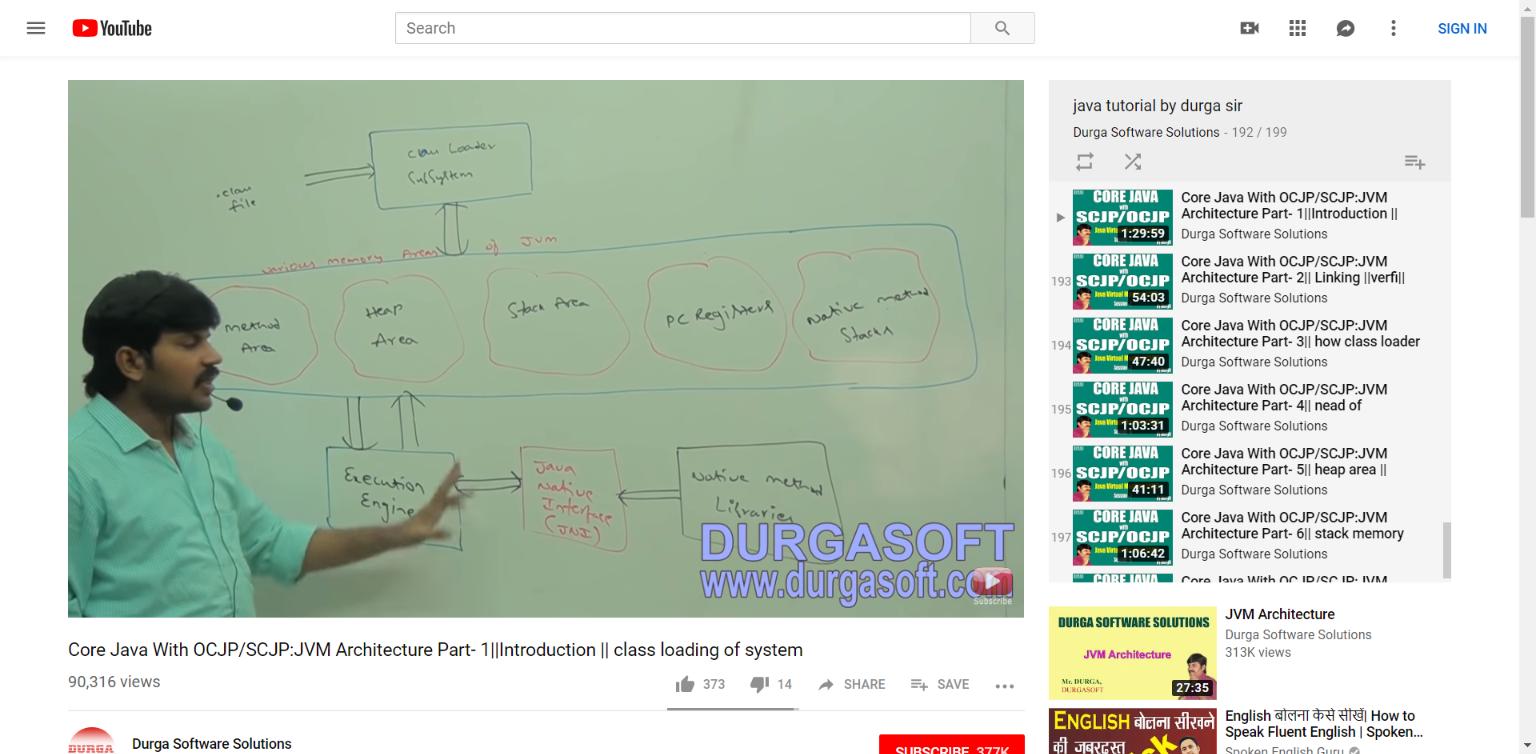 YouTube
Search
SIGN IN
Class Loader
SubSystem
.class
file
various memory Areas of JVM
method
Area
Heap
Area
Stack Area
PC Registers
Native method
Stacks
Execution
Engine
Java
Native
Interface
(JNI)
Native method
Libraries
DURGASOFT
www.durgasoft.com
Subscribe
Core Java With OCJP/SCJP:JVM Architecture Part- 1||Introduction || class loading of system
90,316 views
373
14
SHARE
SAVE
DURGA
Durga Software Solutions
SUBSCRIBE 377K
java tutorial by durga sir
Durga Software Solutions - 192 / 199
CORE JAVA
with
SCJP/OCJP
1:29:59
Core Java With OCJP/SCJP:JVM
Architecture Part- 1||Introduction ||
Durga Software Solutions
193
CORE JAVA
with
SCJP/OCJP
54:03
Core Java With OCJP/SCJP:JVM
Architecture Part- 2|| Linking ||verfi||
Durga Software Solutions
194
CORE JAVA
with
SCJP/OCJP
47:40
Core Java With OCJP/SCJP:JVM
Architecture Part- 3|| how class loader
Durga Software Solutions
195
CORE JAVA
with
SCJP/OCJP
1:03:31
Core Java With OCJP/SCJP:JVM
Architecture Part- 4|| nead of
Durga Software Solutions
196
CORE JAVA
with
SCJP/OCJP
41:11
Core Java With OCJP/SCJP:JVM
Architecture Part- 5|| heap area ||
Durga Software Solutions
197
CORE JAVA
with
SCJP/OCJP
1:06:42
Core Java With OCJP/SCJP:JVM
Architecture Part- 6|| stack memory
Durga Software Solutions
CORE JAVA
Core Java With OCJP/SCJP:JVM
DURGA SOFTWARE SOLUTIONS
JVM Architecture
Mr. DURGA,
DURGASOFT
27:35
JVM Architecture
Durga Software Solutions
313K views
ENGLISH बोलना सीखने
की जबरदस्त
English बोलना कैसे सीखें| How to
Speak Fluent English | Spoken...
Spoken English Guru